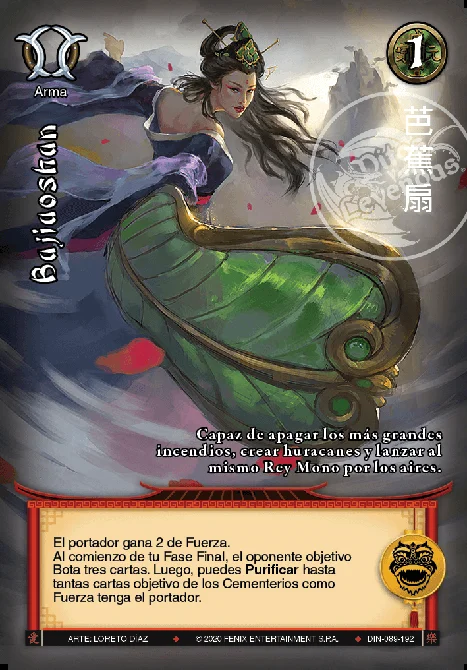 Arma
1
Bajiaoshan
芭蕉扇
Capaz de apagar los más grandes
incendios, crear huracanes y lanzar al
mismo Rey Mono por los aires.
El portador gana 2 de Fuerza.
Al comienzo de tu Fase Final, el oponente objetivo
Bota tres cartas. Luego, puedes Purificar hasta
tantas cartas objetivo de los Cementerios como
Fuerza tenga el portador.
ARTE: LORETO DÍAZ ◆ © 2020 FENIX ENTERTAINMENT S.P.A. ◆ DIN-089-192